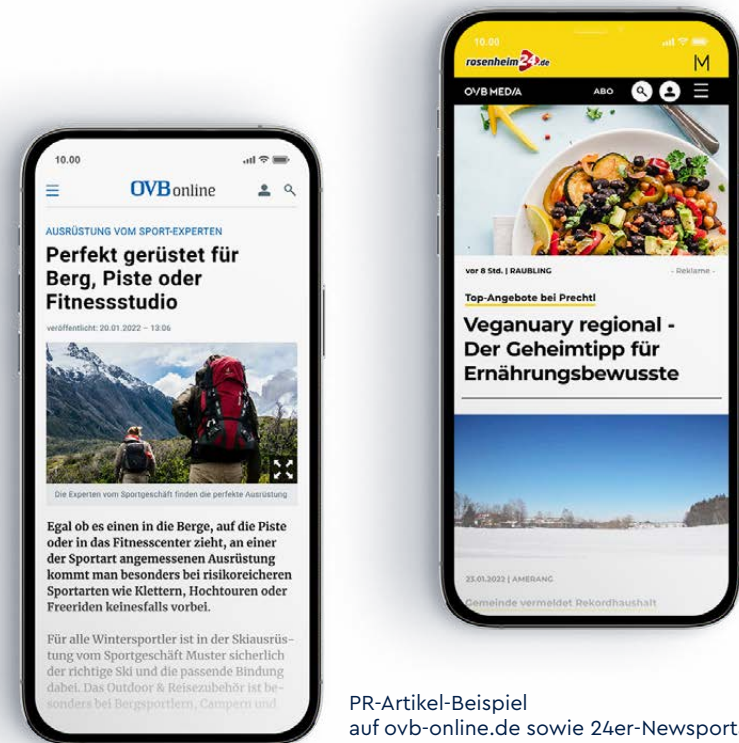 10.00
OVB online
AUSRÜSTUNG VOM SPORT-EXPERTEN
Perfekt gerüstet für
Berg, Piste oder
Fitnessstudio
veröffentlicht: 20.01.2022 – 13:06
Die Experten vom Sportgeschäft finden die perfekte Ausrüstung
Egal ob es einen in die Berge, auf die Piste
oder in das Fitnesscenter zieht, an einer
der Sportart angemessenen Ausrüstung
kommt man besonders bei risikoreicheren
Sportarten wie Klettern, Hochtouren oder
Freeriden keinesfalls vorbei.
Für alle Wintersportler ist in der Skiausrüs-
tung vom Sportgeschäft Muster sicherlich
der richtige Ski und die passende Bindung
dabei. Das Outdoor & Reisezubehör ist be-
sonders bei Bergsportlern, Campern und
10.00
rosenheim24.de
M
OVB MEDIA ABO
vor 8 Std. | RAUBLING - Reklame -
Top-Angebote bei Prechtl
Veganuary regional -
Der Geheimtipp für
Ernährungsbewusste
23.01.2022 | AMERANG
Gemeinde vermeldet Rekordhaushalt
PR-Artikel-Beispiel
auf ovb-online.de sowie 24er-Newsport